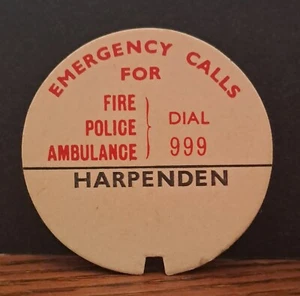 EMERGENCY CALLS
FOR
FIRE
POLICE
AMBULANCE
DIAL
999
HARPENDEN